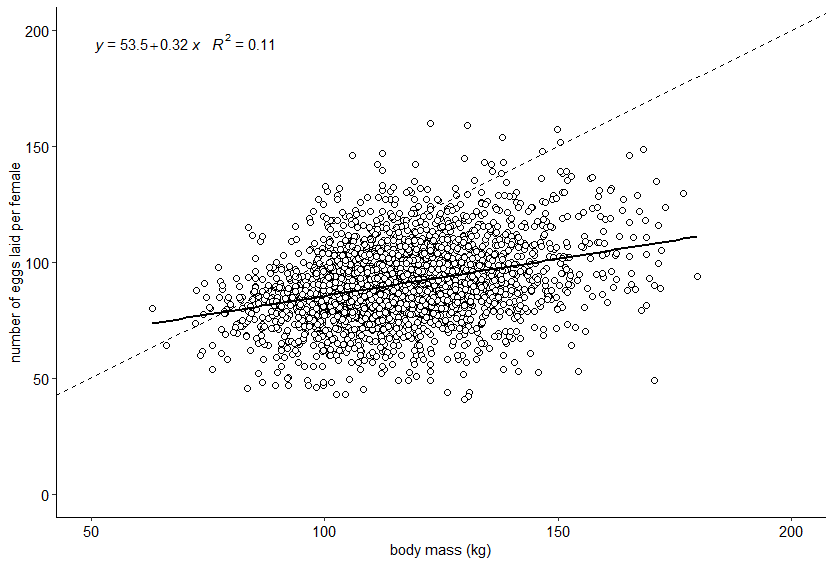 y = 53.5+0.32 x R² = 0.11
200
150
100
50
0
number of eggs laid per female
50 100 150 200
body mass (kg)